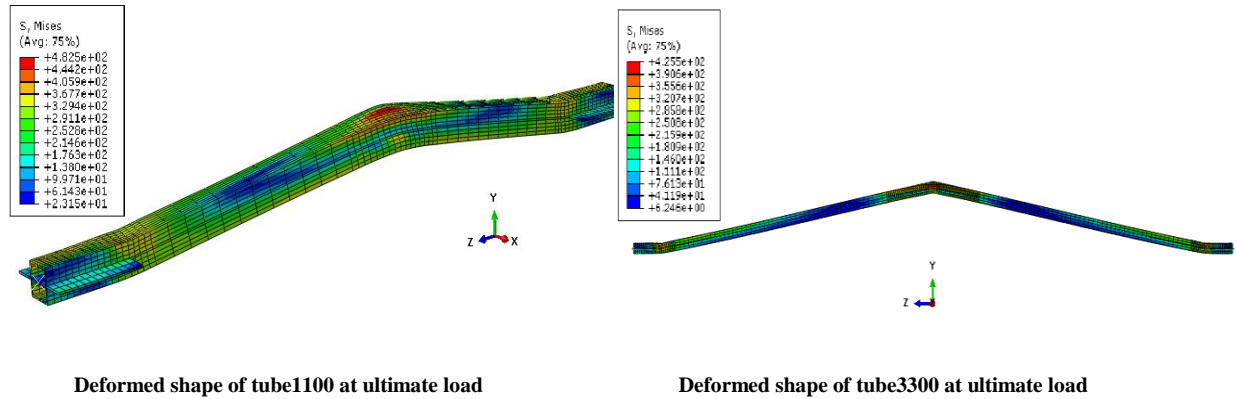 S, Mises
(Avg: 75%)
+4.825e+02
+4.442e+02
+4.059e+02
+3.677e+02
+3.294e+02
+2.911e+02
+2.528e+02
+2.146e+02
+1.763e+02
+1.380e+02
+9.971e+01
+6.143e+01
+2.315e+01
Y
Z
X
S, Mises
(Avg: 75%)
+4.255e+02
+3.906e+02
+3.556e+02
+3.207e+02
+2.858e+02
+2.508e+02
+2.159e+02
+1.809e+02
+1.460e+02
+1.111e+02
+7.613e+01
+4.119e+01
+6.246e+00
Y
Z
Deformed shape of tube1100 at ultimate load
Deformed shape of tube3300 at ultimate load